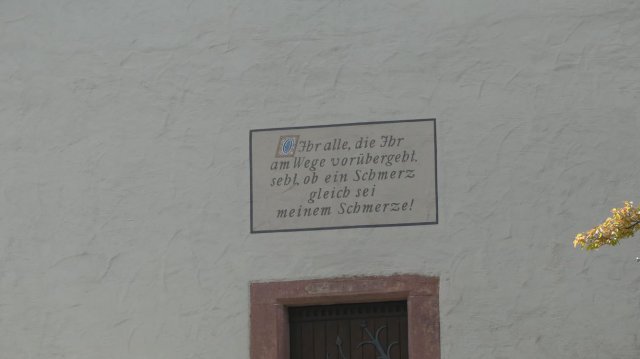 O Ihr alle, die Ihr
am Wege vorübergeht,
seht, ob ein Schmerz
gleich sei
meinem Schmerze!